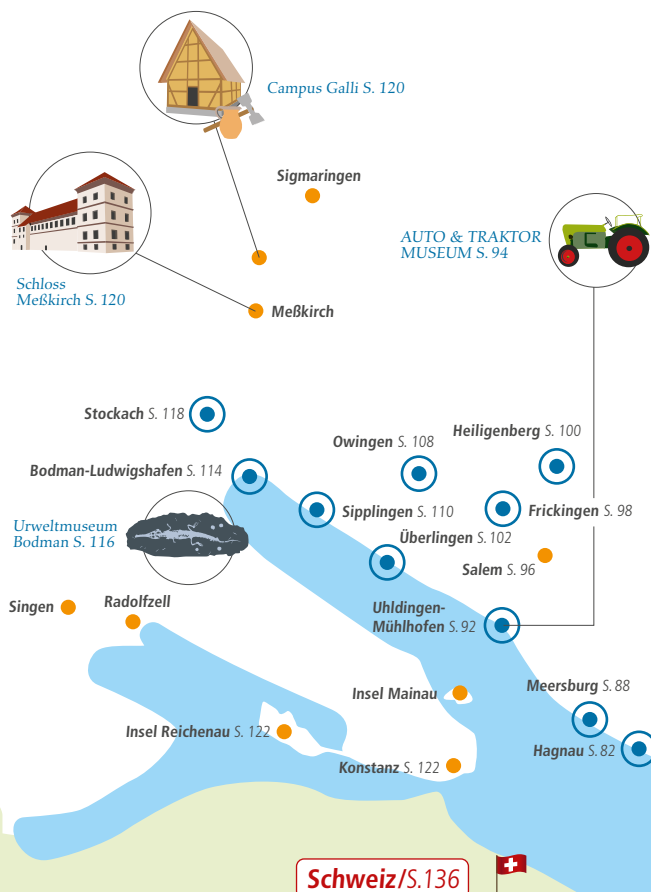 Campus Galli S. 120
Sigmaringen
AUTO & TRAKTOR
MUSEUM S. 94
Schloss
Meßkirch S. 120
Meßkirch
Stockach S. 118
Heiligenberg S. 100
Owingen S. 108
Bodman-Ludwigshafen S. 114
Sipplingen S. 110
Frickingen S. 98
Urweltmuseum
Bodman S. 116
Überlingen S. 102
Salem S. 96
Singen
Radolfzell
Uhldingen-
Mühlhofen S. 92
Insel Mainau
Meersburg S. 88
Insel Reichenau S. 122
Hagnau S. 82
Konstanz S. 122
Schweiz/S.136